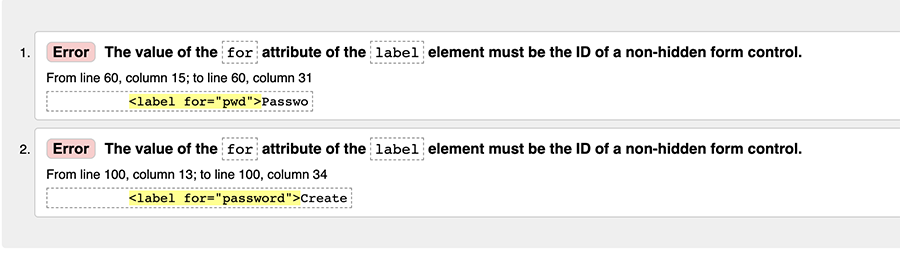 1. Error The value of the for attribute of the label element must be the ID of a non-hidden form control.
From line 60, column 15; to line 60, column 31
<label for="pwd">Passwo
2. Error The value of the for attribute of the label element must be the ID of a non-hidden form control.
From line 100, column 13; to line 100, column 34
<label for="password">Create